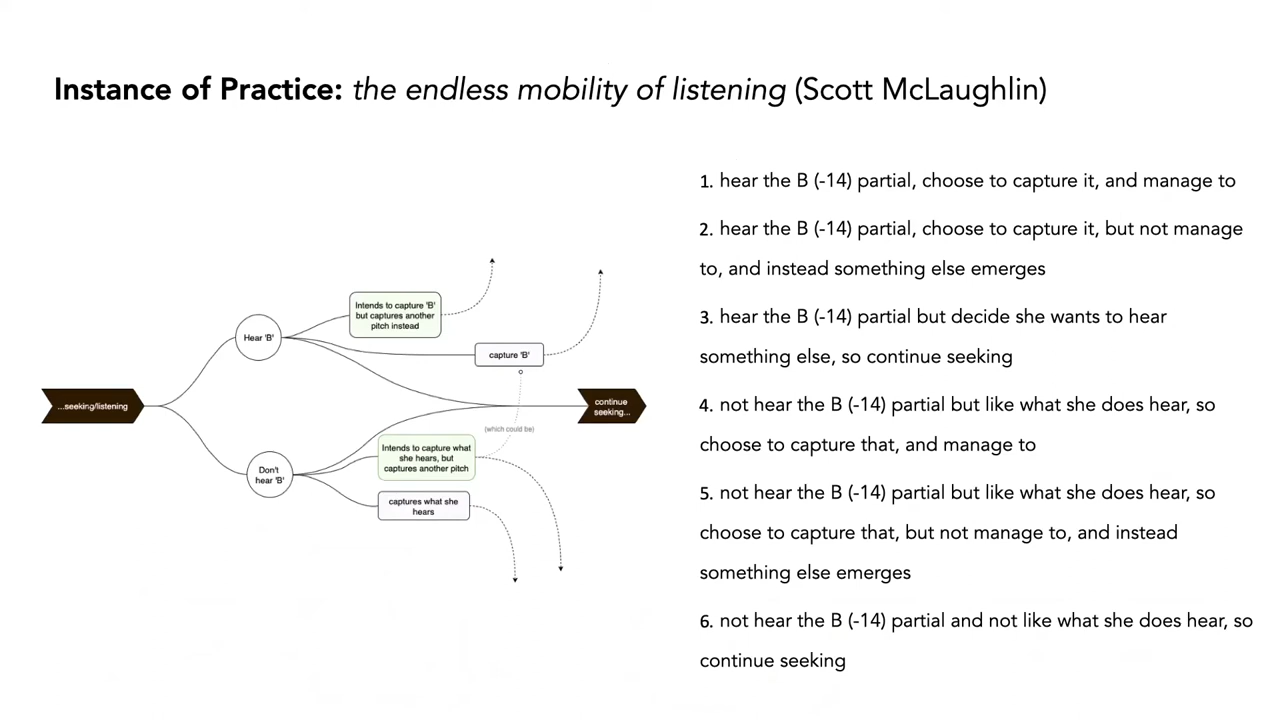 Instance of Practice: the endless mobility of listening (Scott McLaughlin)
...seeking/listening
Hear 'B'
Intends to capture 'B'
but captures another
pitch instead
capture 'B'
continue
seeking...
(which could be)
Don't
hear 'B'
Intends to capture what
she hears, but
captures another pitch
captures what she
hears
1. hear the B (-14) partial, choose to capture it, and manage to
2. hear the B (-14) partial, choose to capture it, but not manage
to, and instead something else emerges
3. hear the B (-14) partial but decide she wants to hear
something else, so continue seeking
4. not hear the B (-14) partial but like what she does hear, so
choose to capture that, and manage to
5. not hear the B (-14) partial but like what she does hear, so
choose to capture that, but not manage to, and instead
something else emerges
6. not hear the B (-14) partial and not like what she does hear, so
continue seeking